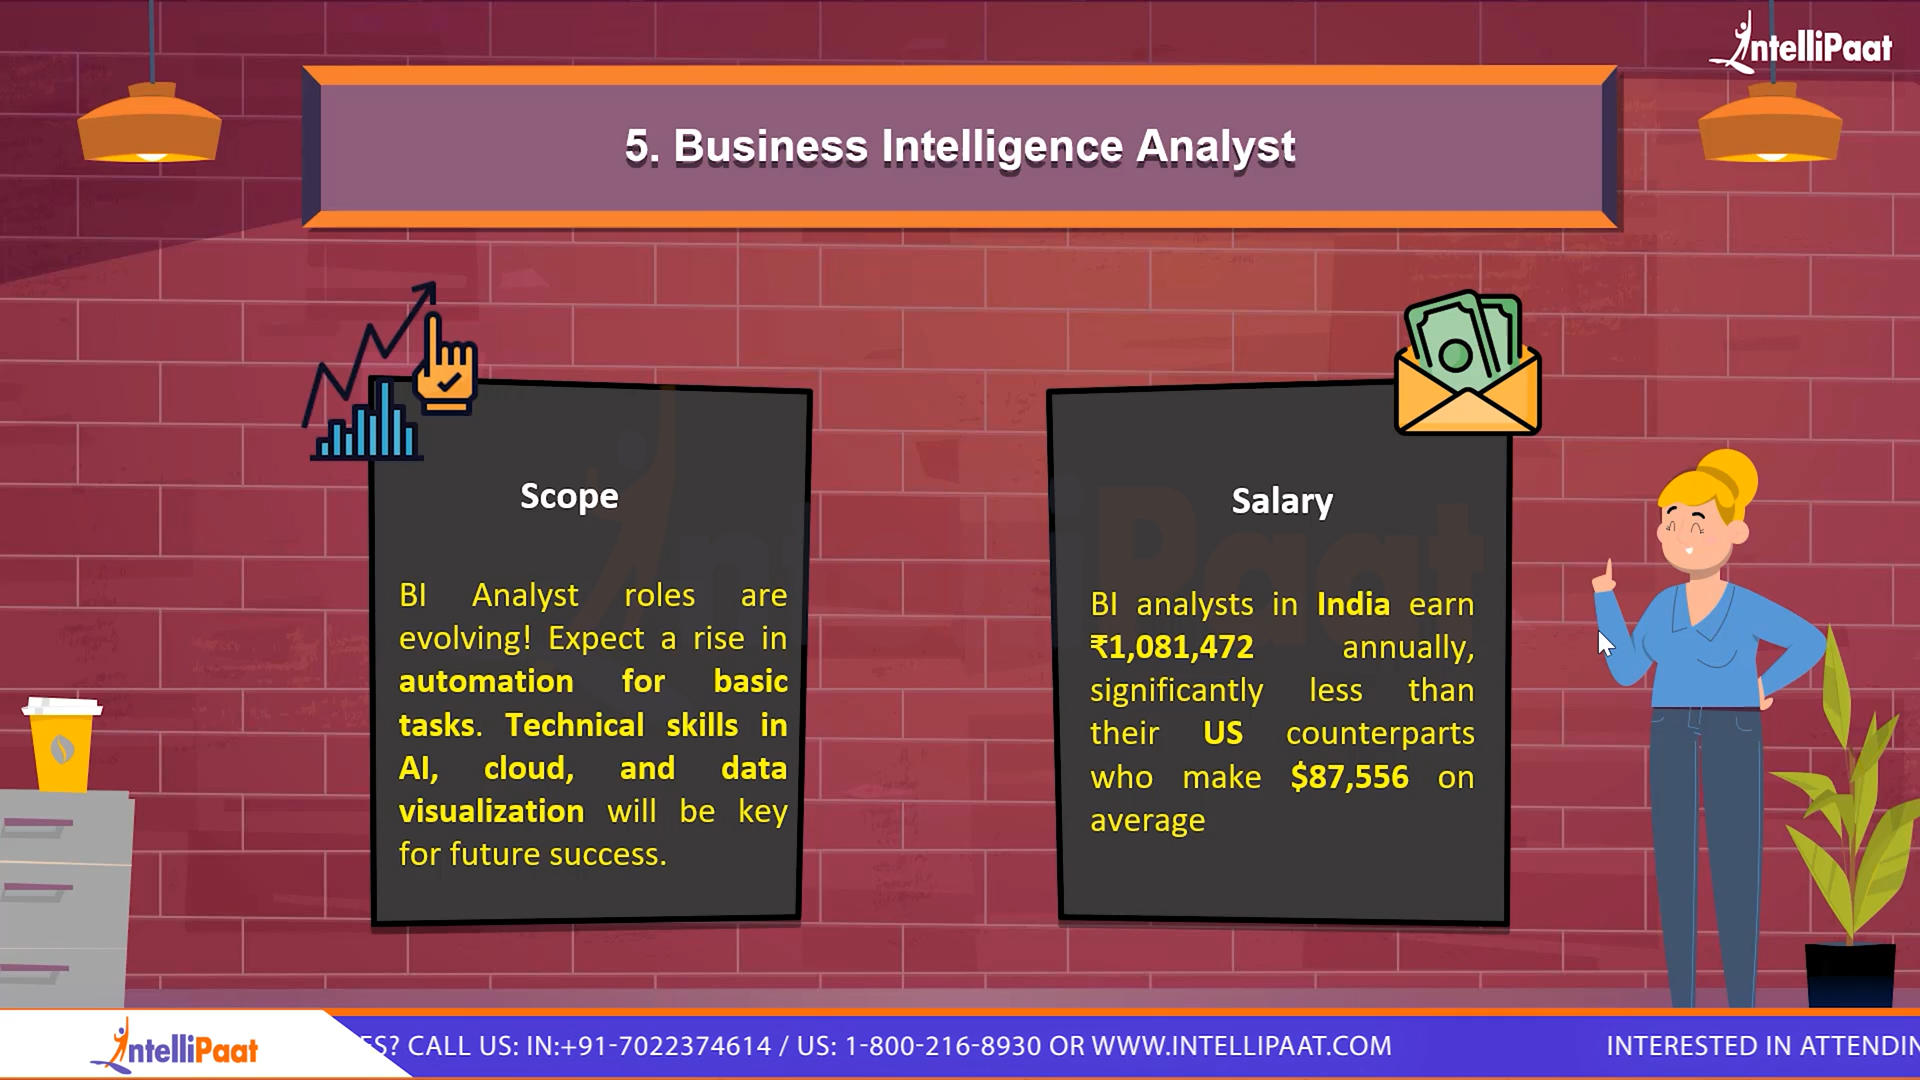 IntelliPaat
5. Business Intelligence Analyst
Scope
BI Analyst roles are
evolving! Expect a rise in
automation for basic
tasks. Technical skills in
AI, cloud, and data
visualization will be key
for future success.
Salary
BI analysts in India earn
₹1,081,472 annually,
significantly less than
their US counterparts
who make $87,556 on
average
IntelliPaat
ES? CALL US: IN:+91-7022374614 / US: 1-800-216-8930 OR WWW.INTELLIPAAT.COM INTERESTED IN ATTENDIN